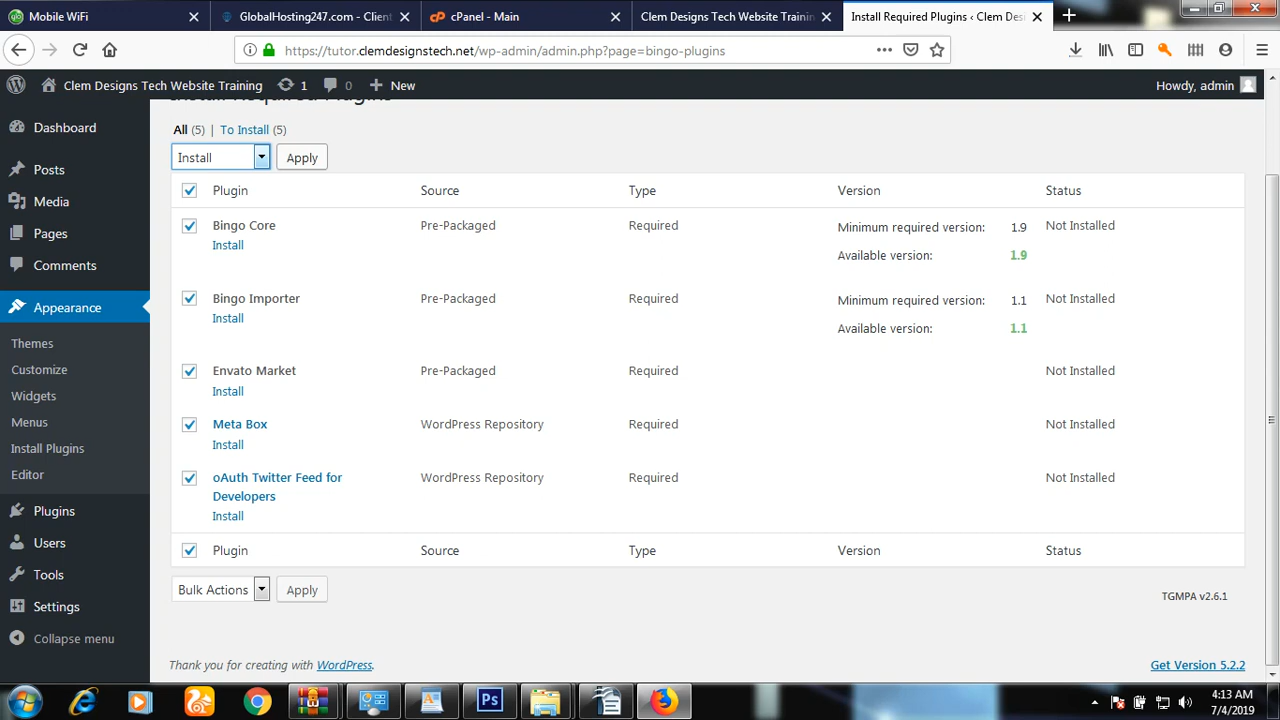 Mobile WiFi
GlobalHosting247.com - Client
cPanel - Main
Clem Designs Tech Website Trainin
Install Required Plugins ‹ Clem Des
https://tutor.clemdesignstech.net/wp-admin/admin.php?page=bingo-plugins
Clem Designs Tech Website Training 1 0 New
Howdy, admin
Install Required Plugins
Dashboard
Posts
Media
Pages
Comments
Appearance
Themes
Customize
Widgets
Menus
Install Plugins
Editor
Plugins
Users
Tools
Settings
Collapse menu
All (5) | To Install (5)
Install Apply
Plugin Source Type Version Status
Bingo Core Pre-Packaged Required Minimum required version: 1.9 Not Installed
Install
Available version: 1.9
Bingo Importer Pre-Packaged Required Minimum required version: 1.1 Not Installed
Install
Available version: 1.1
Envato Market Pre-Packaged Required Not Installed
Install
Meta Box WordPress Repository Required Not Installed
Install
oAuth Twitter Feed for WordPress Repository Required Not Installed
Developers
Install
Plugin Source Type Version Status
Bulk Actions Apply
TGMPA v2.6.1
Thank you for creating with WordPress.
Get Version 5.2.2
Ps
4:13 AM
7/4/2019